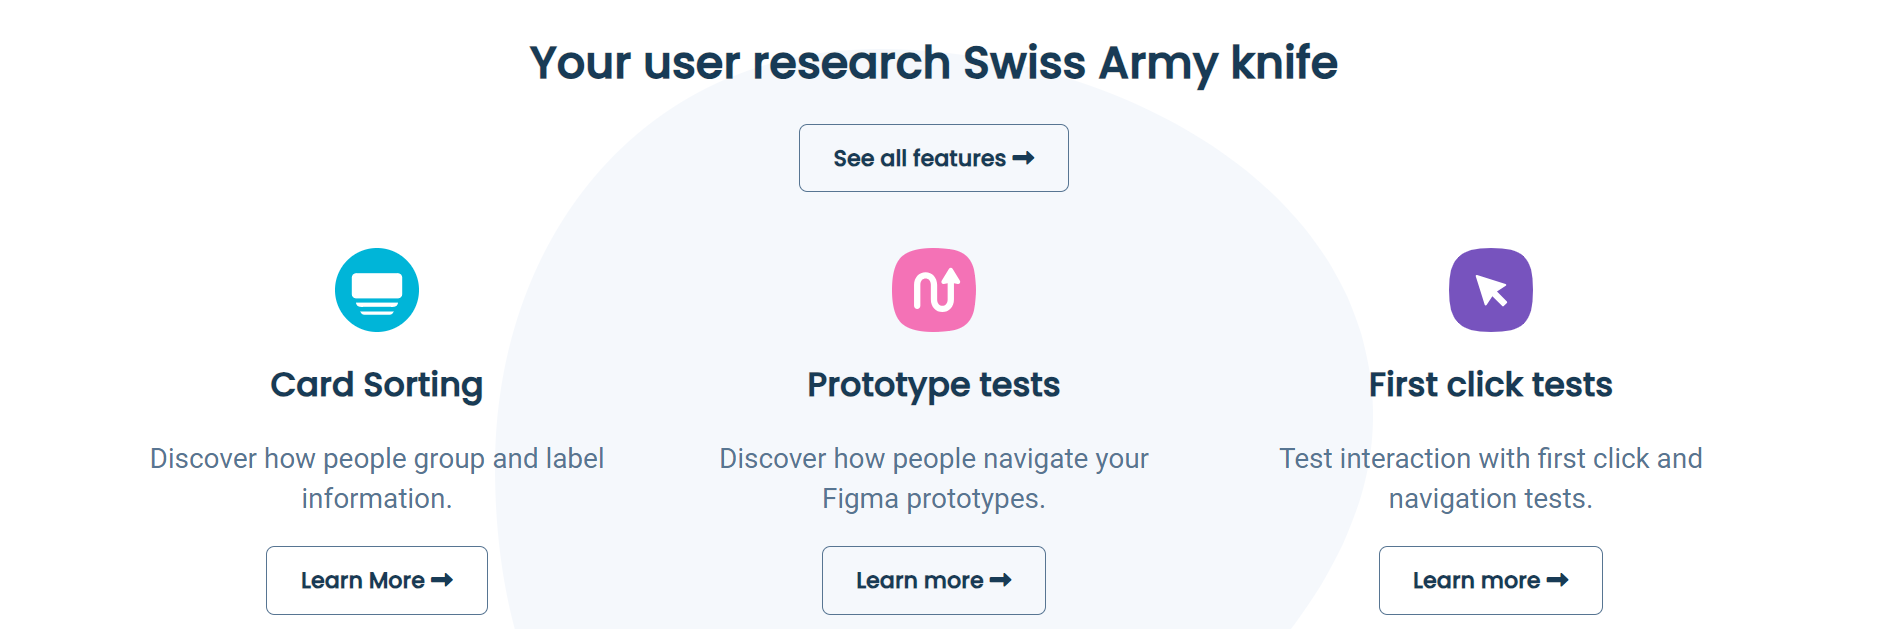 Your user research Swiss Army knife
See all features
Card Sorting
Discover how people group and label
information.
Learn More
Prototype tests
Discover how people navigate your
Figma prototypes.
Learn more
First click tests
Test interaction with first click and
navigation tests.
Learn more